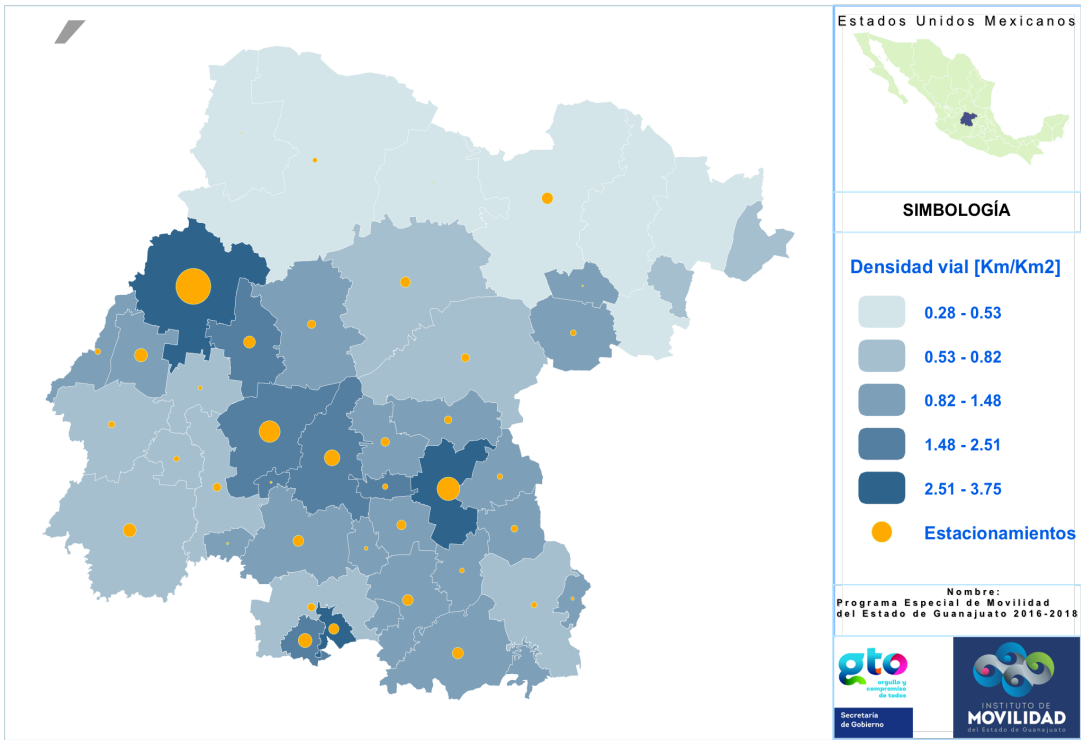 Estados Unidos Mexicanos
SIMBOLOGÍA
Densidad vial [Km/Km2]
0.28 - 0.53
0.53 - 0.82
0.82 - 1.48
1.48 - 2.51
2.51 - 3.75
Estacionamientos
Nombre:
Programa Especial de Movilidad
del Estado de Guanajuato 2016-2018
gto
orgullo y
compromiso
de todos
Secretaría
de Gobierno
INSTITUTO DE
MOVILIDAD
del Estado de Guanajuato